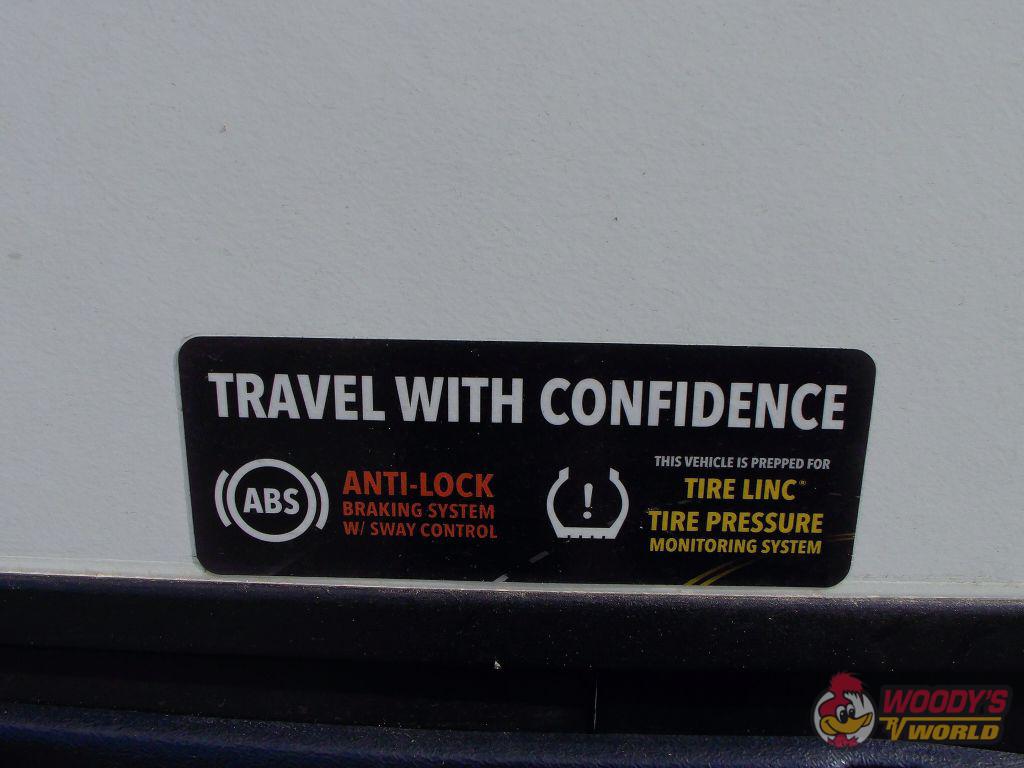 TRAVEL WITH CONFIDENCE
ABS
ANTI-LOCK
BRAKING SYSTEM
W/ SWAY CONTROL
!
THIS VEHICLE IS PREPPED FOR
TIRE LINC®
TIRE PRESSURE
MONITORING SYSTEM
WOODY'S
RV WORLD